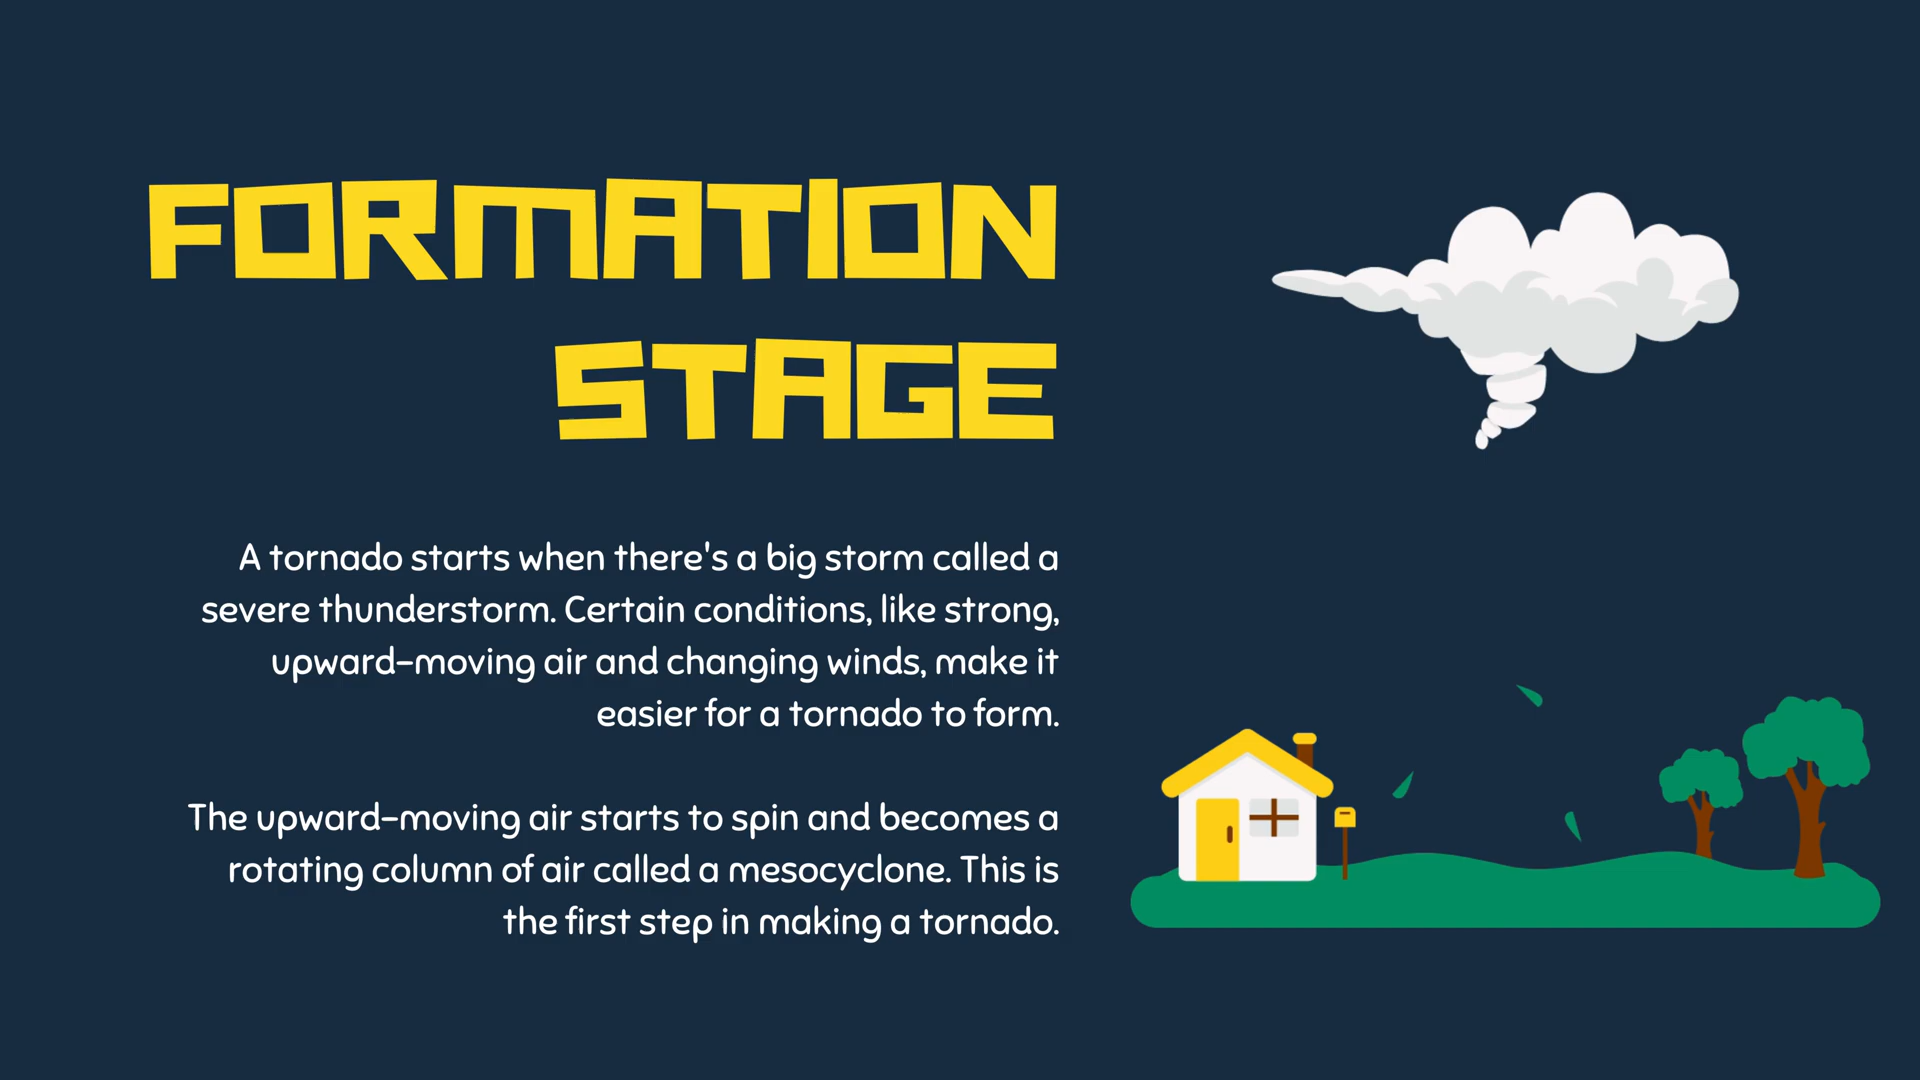 FORMATION
STAGE
A tornado starts when there's a big storm called a
severe thunderstorm. Certain conditions, like strong,
upward-moving air and changing winds, make it
easier for a tornado to form.
The upward-moving air starts to spin and becomes a
rotating column of air called a mesocyclone. This is
the first step in making a tornado.